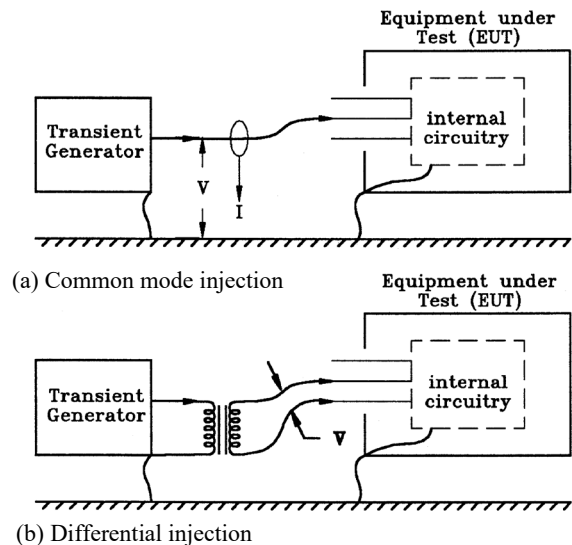 Equipment under
Test (EUT)
Transient
Generator
internal
circuitry
V
I
(a) Common mode injection
Equipment under
Test (EUT)
Transient
Generator
internal
circuitry
V
(b) Differential injection